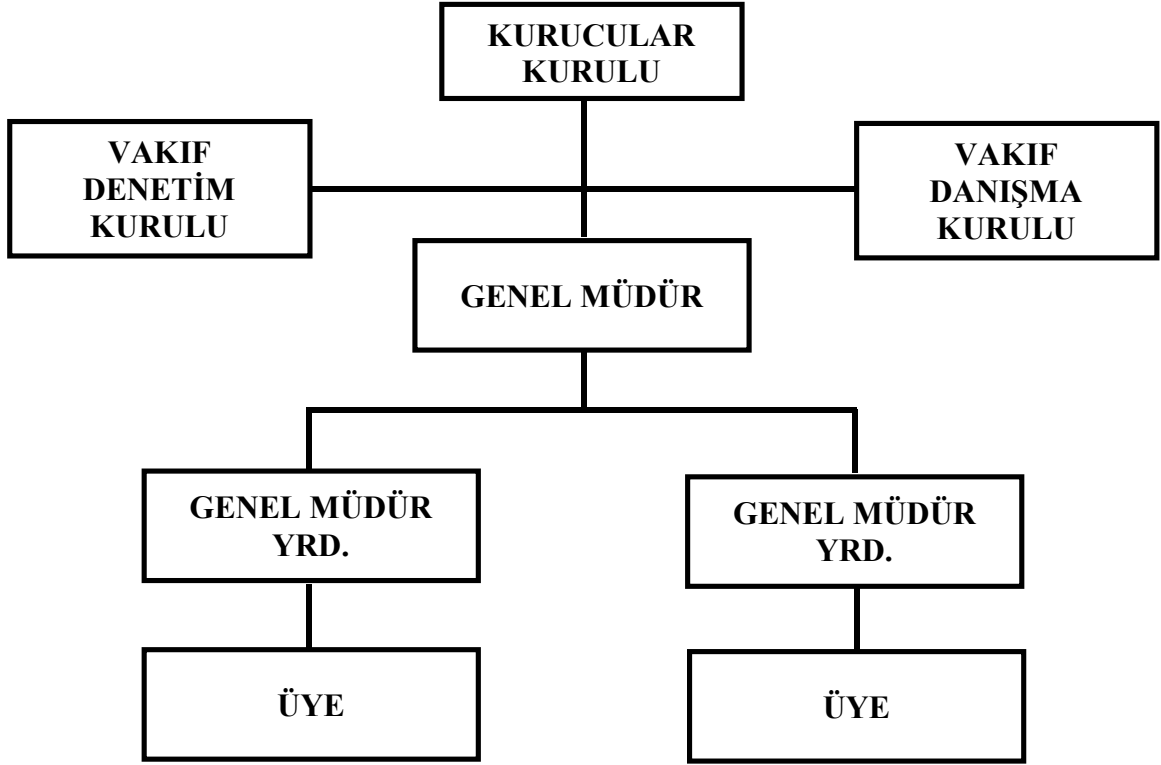 KURUCULAR
KURULU
VAKIF
DENETİM
KURULU
VAKIF
DANIŞMA
KURULU
GENEL MÜDÜR
GENEL MÜDÜR
YRD.
GENEL MÜDÜR
YRD.
ÜYE
ÜYE